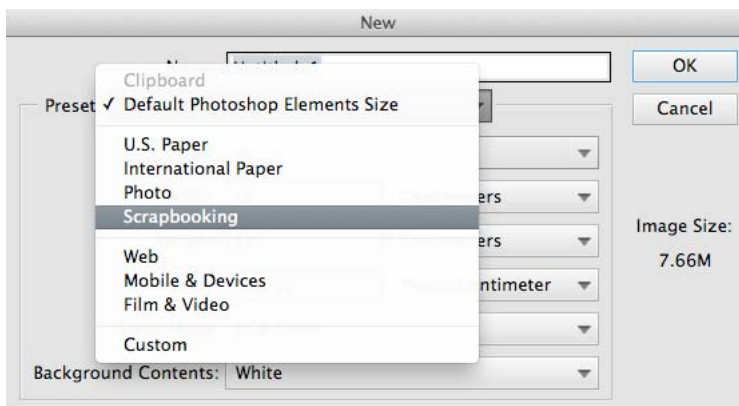 New
OK
Clipboard
Preset ✓ Default Photoshop Elements Size
Cancel
U.S. Paper
International Paper
Photo
Scrapbooking
Image Size:
Web
7.66M
Mobile & Devices
Film & Video
Custom
Background Contents: White